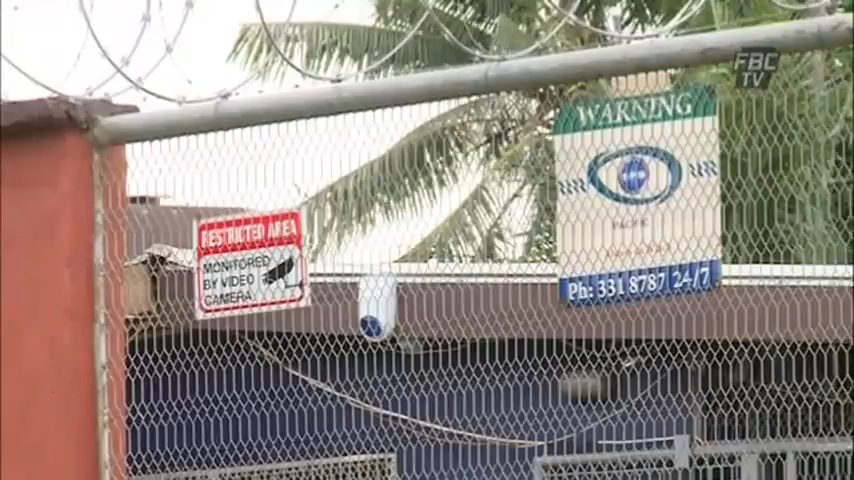 FBC
TV
WARNING
PACIFIC
Ph: 331 8787 24/7
RESTRICTED AREA
MONITORED
BY VIDEO
CAMERA